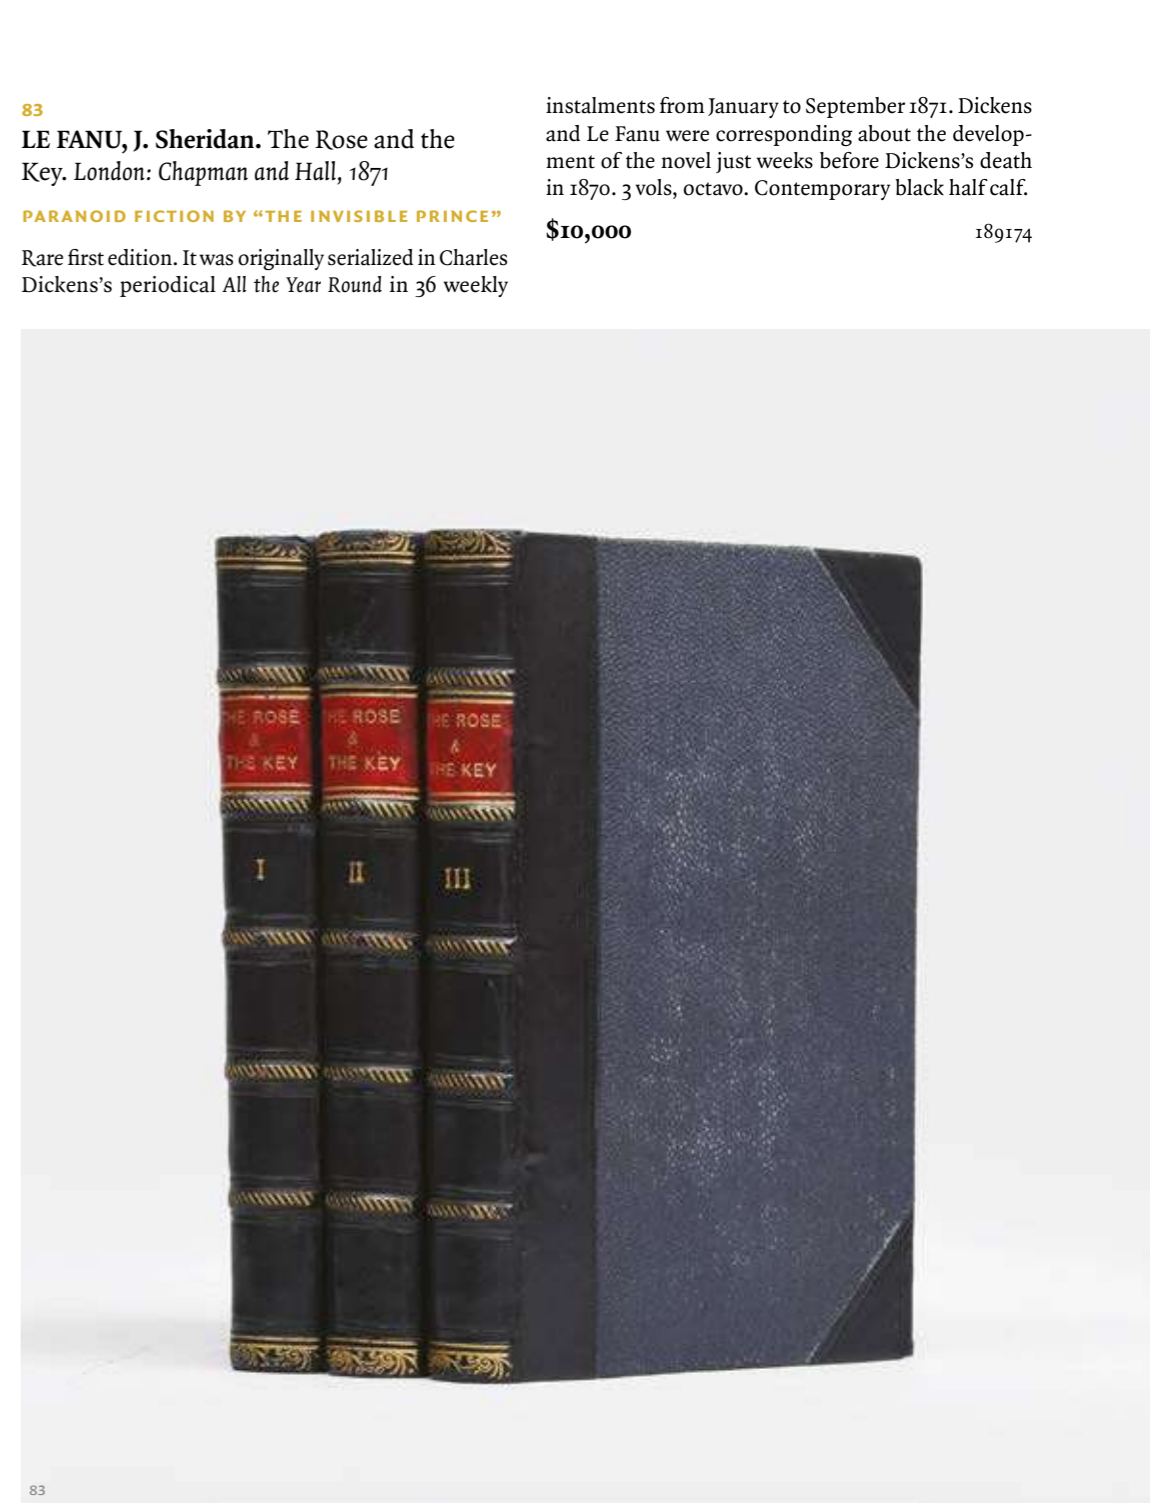 83
LE FANU, J. Sheridan. The Rose and the
Key. London: Chapman and Hall, 1871
PARANOID FICTION BY “THE INVISIBLE PRINCE”
Rare first edition. It was originally serialized in Charles
Dickens’s periodical All the Year Round in 36 weekly
instalments from January to September 1871. Dickens
and Le Fanu were corresponding about the develop-
ment of the novel just weeks before Dickens’s death
in 1870. 3 vols, octavo. Contemporary black half calf.
$10,000
189174
THE ROSE
&
THE KEY
I
THE ROSE
&
THE KEY
II
THE ROSE
&
THE KEY
III
83